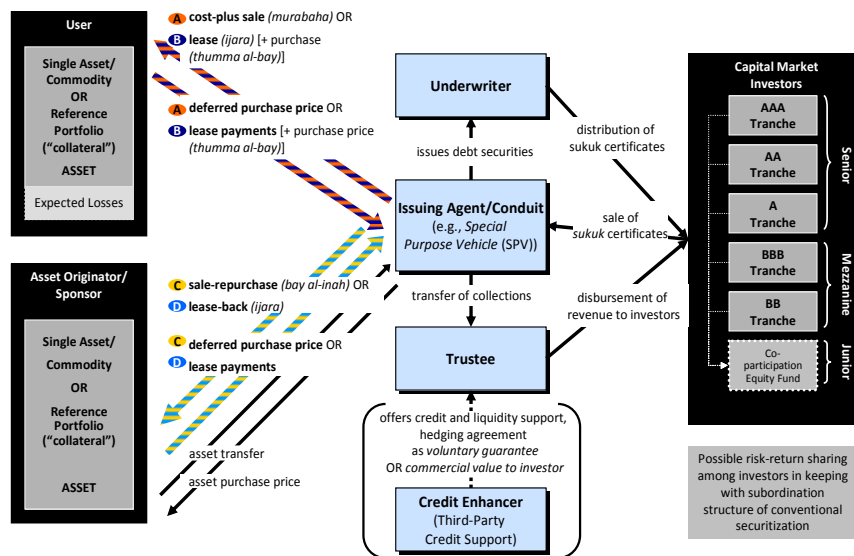 User
Single Asset/
Commodity
OR
Reference
Portfolio
(“collateral”)
ASSET
Expected Losses
A cost-plus sale (murabaha) OR
B lease (ijara) [+ purchase
(thumma al-bay)]
A deferred purchase price OR
B lease payments [+ purchase price
(thumma al-bay)]
Asset Originator/
Sponsor
Single Asset/
Commodity
OR
Reference
Portfolio
(“collateral”)
ASSET
C sale-repurchase (bay al-inah) OR
D lease-back (ijara)
C deferred purchase price OR
D lease payments
asset transfer
asset purchase price
Underwriter
issues debt securities
Issuing Agent/Conduit
(e.g., Special
Purpose Vehicle (SPV))
transfer of collections
Trustee
offers credit and liquidity support,
hedging agreement
as voluntary guarantee
OR commercial value to investor
Credit Enhancer
(Third-Party
Credit Support)
distribution of
sukuk certificates
sale of
sukuk certificates
disbursement of
revenue to investors
Capital Market
Investors
AAA
Tranche
AA
Tranche
A
Tranche
BBB
Tranche
BB
Tranche
Co-
participation
Equity Fund
Senior
Mezzanine
Junior
Possible risk-return sharing
among investors in keeping
with subordination
structure of conventional
securitization